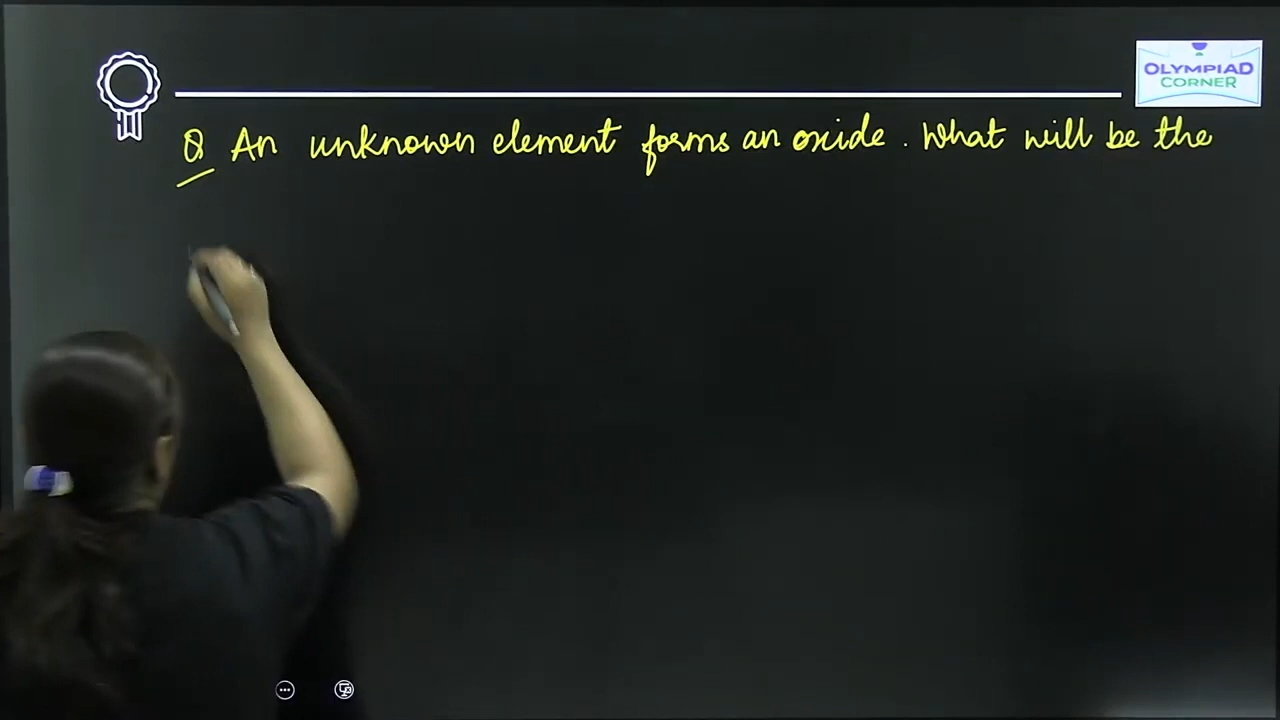 OLYMPIAD
CORNER
Q An unknown element forms an oxide. What will be the